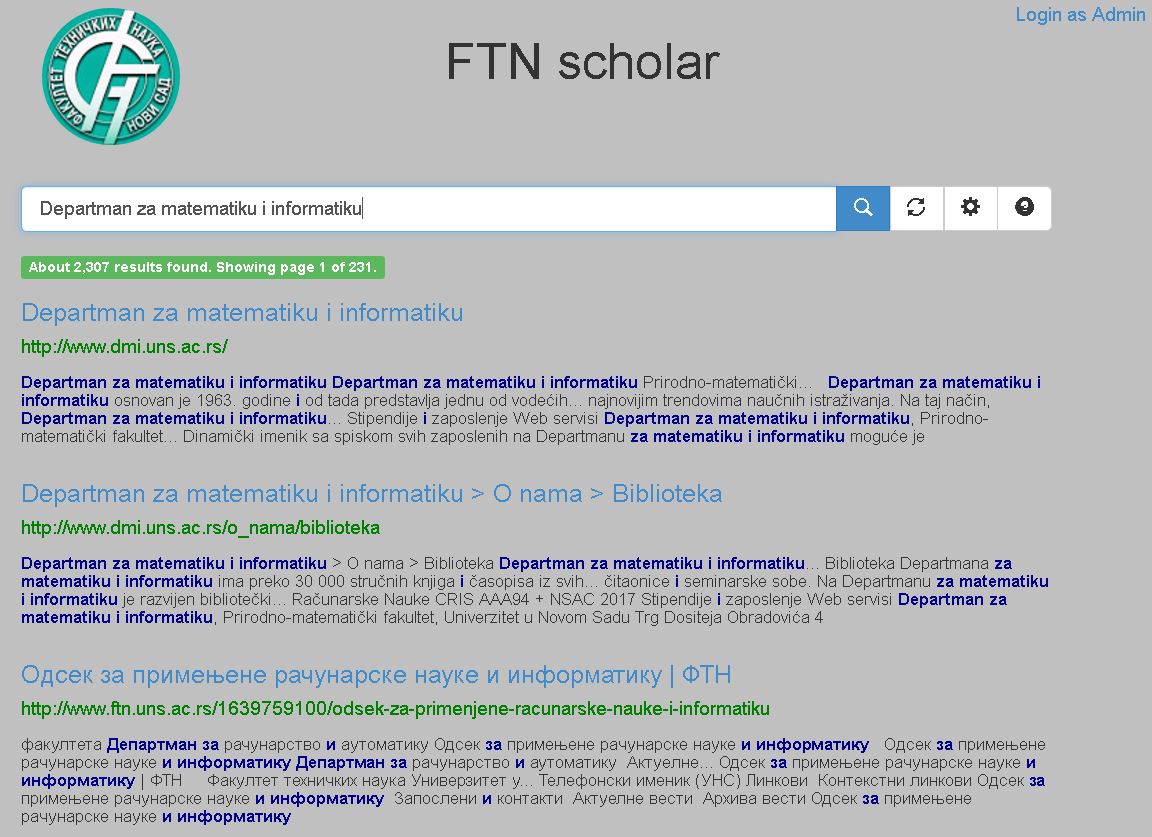 Login as Admin
ФАКУЛТЕТ ТЕХНИЧКИХ НАУКА
НОВИ САД
FTN scholar
Departman za matematiku i informatiku
About 2,307 results found. Showing page 1 of 231.
Departman za matematiku i informatiku
http://www.dmi.uns.ac.rs/
Departman za matematiku i informatiku Departman za matematiku i informatiku Prirodno-matematički... Departman za matematiku i
informatiku osnovan je 1963. godine i od tada predstavlja jednu od vodećih... najnovijim trendovima naučnih istraživanja. Na taj način,
Departman za matematiku i informatiku... Stipendije i zaposlenje Web servisi Departman za matematiku i informatiku, Prirodno-
matematički fakultet... Dinamički imenik sa spiskom svih zaposlenih na Departmanu za matematiku i informatiku moguće je
Departman za matematiku i informatiku > O nama > Biblioteka
http://www.dmi.uns.ac.rs/o_nama/biblioteka
Departman za matematiku i informatiku > O nama > Biblioteka Departman za matematiku i informatiku... Biblioteka Departmana za
matematiku i informatiku ima preko 30 000 stručnih knjiga i časopisa iz svih... čitaonice i seminarske sobe. Na Departmanu za matematiku
i informatiku je razvijen bibliotečki... Računarske Nauke CRIS AAA94 + NSAC 2017 Stipendije i zaposlenje Web servisi Departman za
matematiku i informatiku, Prirodno-matematički fakultet, Univerzitet u Novom Sadu Trg Dositeja Obradovića 4
Одсек за примењене рачунарске науке и информатику | ФТН
http://www.ftn.uns.ac.rs/1639759100/odsek-za-primenjene-racunarske-nauke-i-informatiku
факултета Департман за рачунарство и аутоматику Одсек за примењене рачунарске науке и информатику Одсек за примењене
рачунарске науке и информатику Департман за рачунарство и аутоматику Актуелне... Одсек за примењене рачунарске науке и
информатику | ФТН Факултет техничких наука Универзитет у... Телефонски именик (УНС) Линкови Контекстни линкови Одсек за
примењене рачунарске науке и информатику Запослени и контакти Актуелне вести Архива вести Одсек за примењене
рачунарске науке и информатику